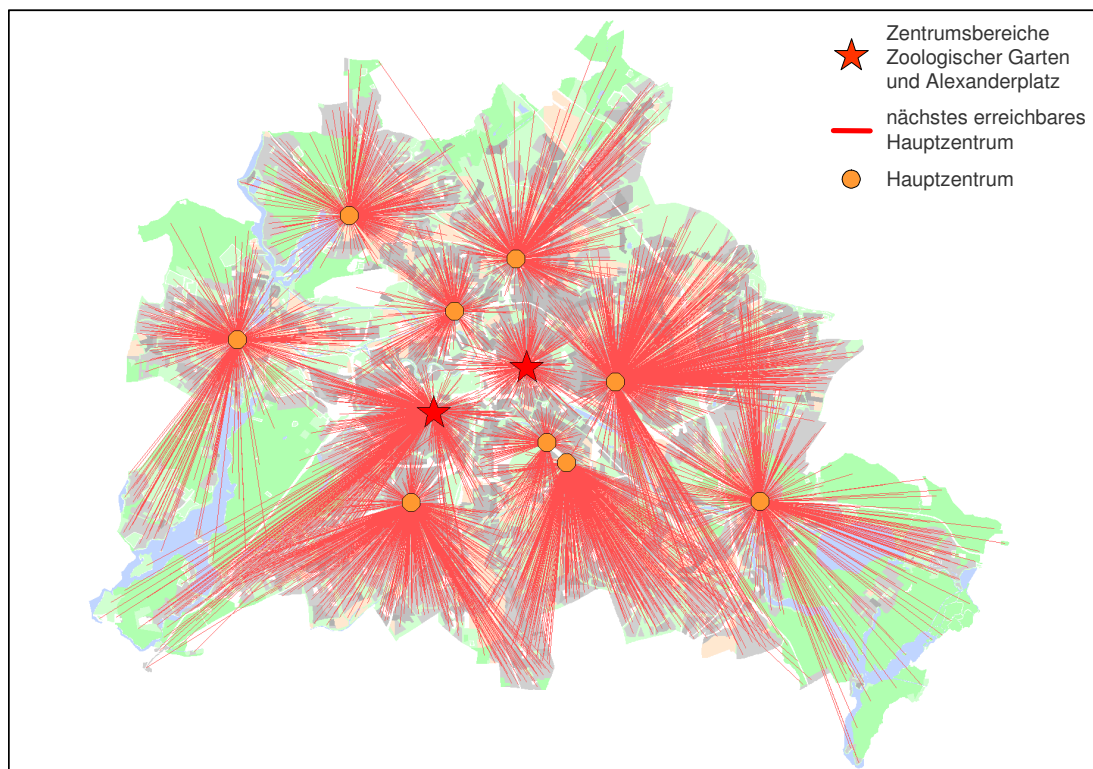 Zentrumsbereiche
Zoologischer Garten
und Alexanderplatz
nächstes erreichbares
Hauptzentrum
Hauptzentrum